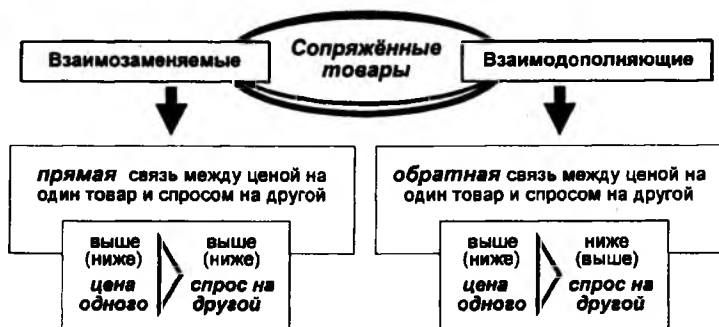 Сопряжённые
товары
Взаимозаменяемые
Взаимодополняющие
прямая связь между ценой на
один товар и спросом на другой
выше
(ниже)
цена
одного
выше
(ниже)
спрос на
другой
обратная связь между ценой на
один товар и спросом на другой
выше
(ниже)
цена
одного
ниже
(выше)
спрос на
другой